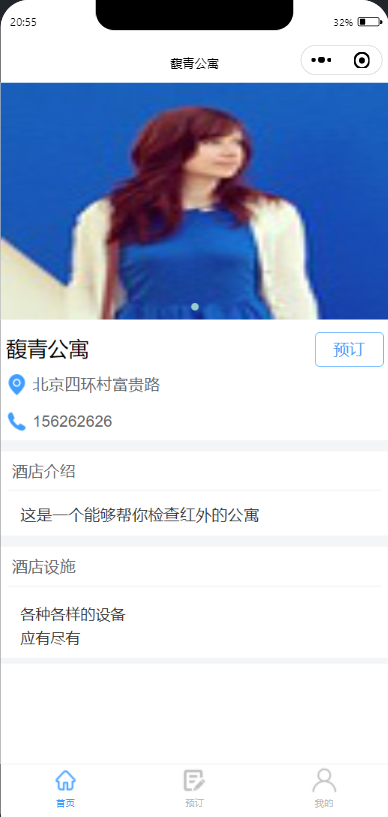 20:55
32%
馥青公寓
馥青公寓
预订
北京四环村富贵路
156262626
酒店介绍
这是一个能够帮你检查红外的公寓
酒店设施
各种各样的设备
应有尽有
首页
预订
我的